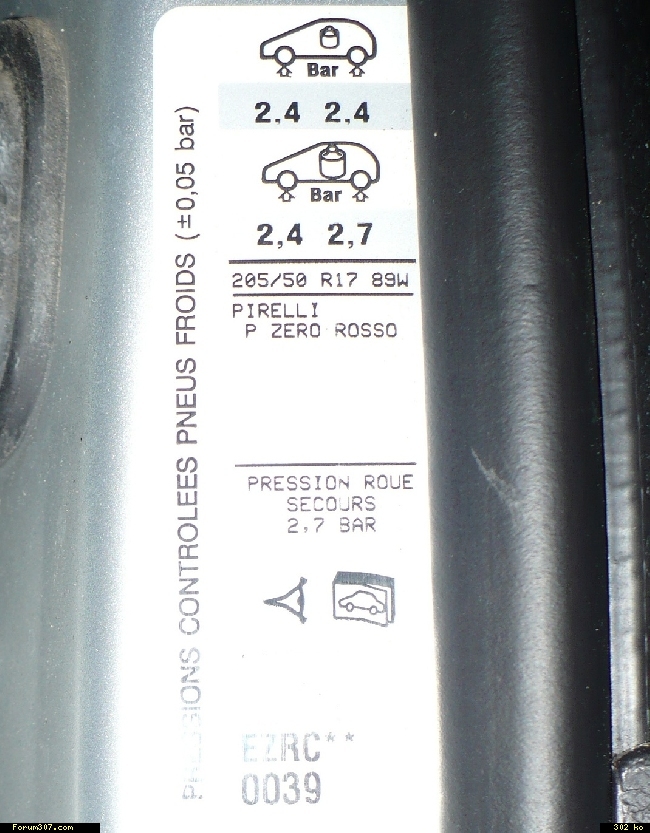 Bar
2,4 2,4
Bar
2,4 2,7
205/50 R17 89W
PIRELLI
P ZERO ROSSO
PRESSION ROUE
SECOURS
2,7 BAR
EZRC**
0039
PRESSIONS CONTROLEES PNEUS FROIDS (±0,05 bar)
Forum307.com
302 ko